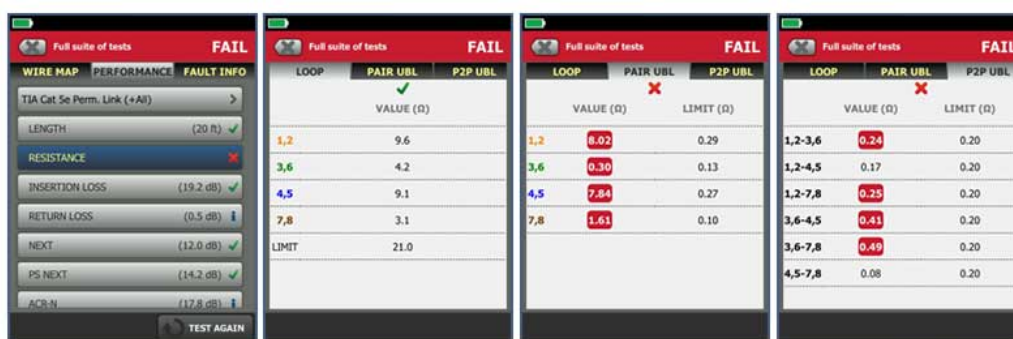 Full suite of tests FAIL
WIRE MAP PERFORMANCE FAULT INFO
TIA Cat 5e Perm. Link (+All) >
LENGTH (20 ft)
RESISTANCE
INSERTION LOSS (19.2 dB)
RETURN LOSS (0.5 dB) i
NEXT (12.0 dB)
PS NEXT (14.2 dB)
ACR-N (17.8 dB) i
TEST AGAIN
Full suite of tests FAIL
LOOP PAIR UBL P2P UBL
VALUE (Ω)
1,2 9.6
3,6 4.2
4,5 9.1
7,8 3.1
LIMIT 21.0
Full suite of tests FAIL
LOOP PAIR UBL P2P UBL
VALUE (Ω) LIMIT (Ω)
1,2 8.02 0.29
3,6 0.30 0.13
4,5 7.84 0.27
7,8 1.61 0.10
Full suite of tests FAIL
LOOP PAIR UBL P2P UBL
VALUE (Ω) LIMIT (Ω)
1,2-3,6 0.24 0.20
1,2-4,5 0.17 0.20
1,2-7,8 0.25 0.20
3,6-4,5 0.41 0.20
3,6-7,8 0.49 0.20
4,5-7,8 0.08 0.20